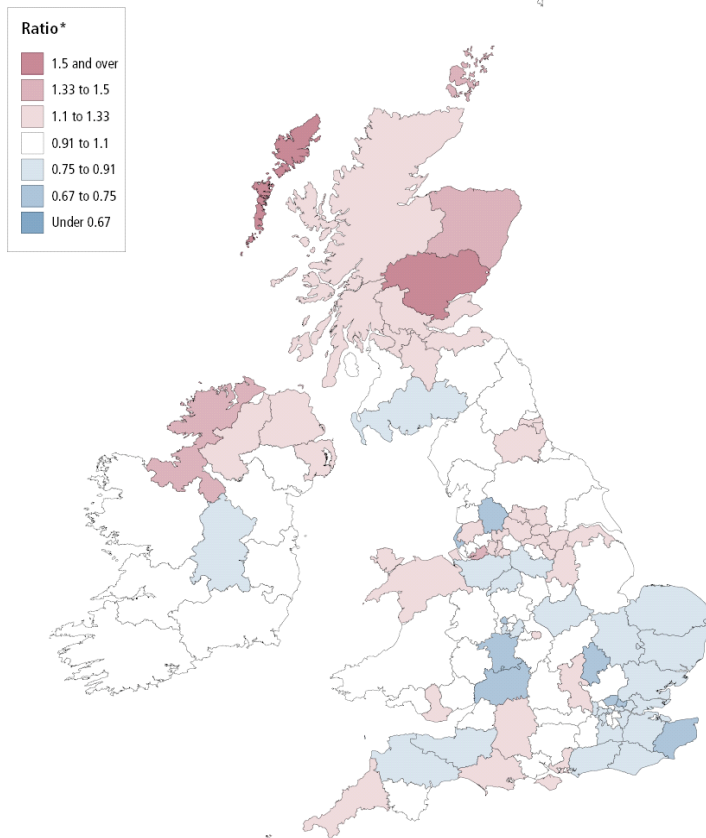 Ratio*
1.5 and over
1.33 to 1.5
1.1 to 1.33
0.91 to 1.1
0.75 to 0.91
0.67 to 0.75
Under 0.67